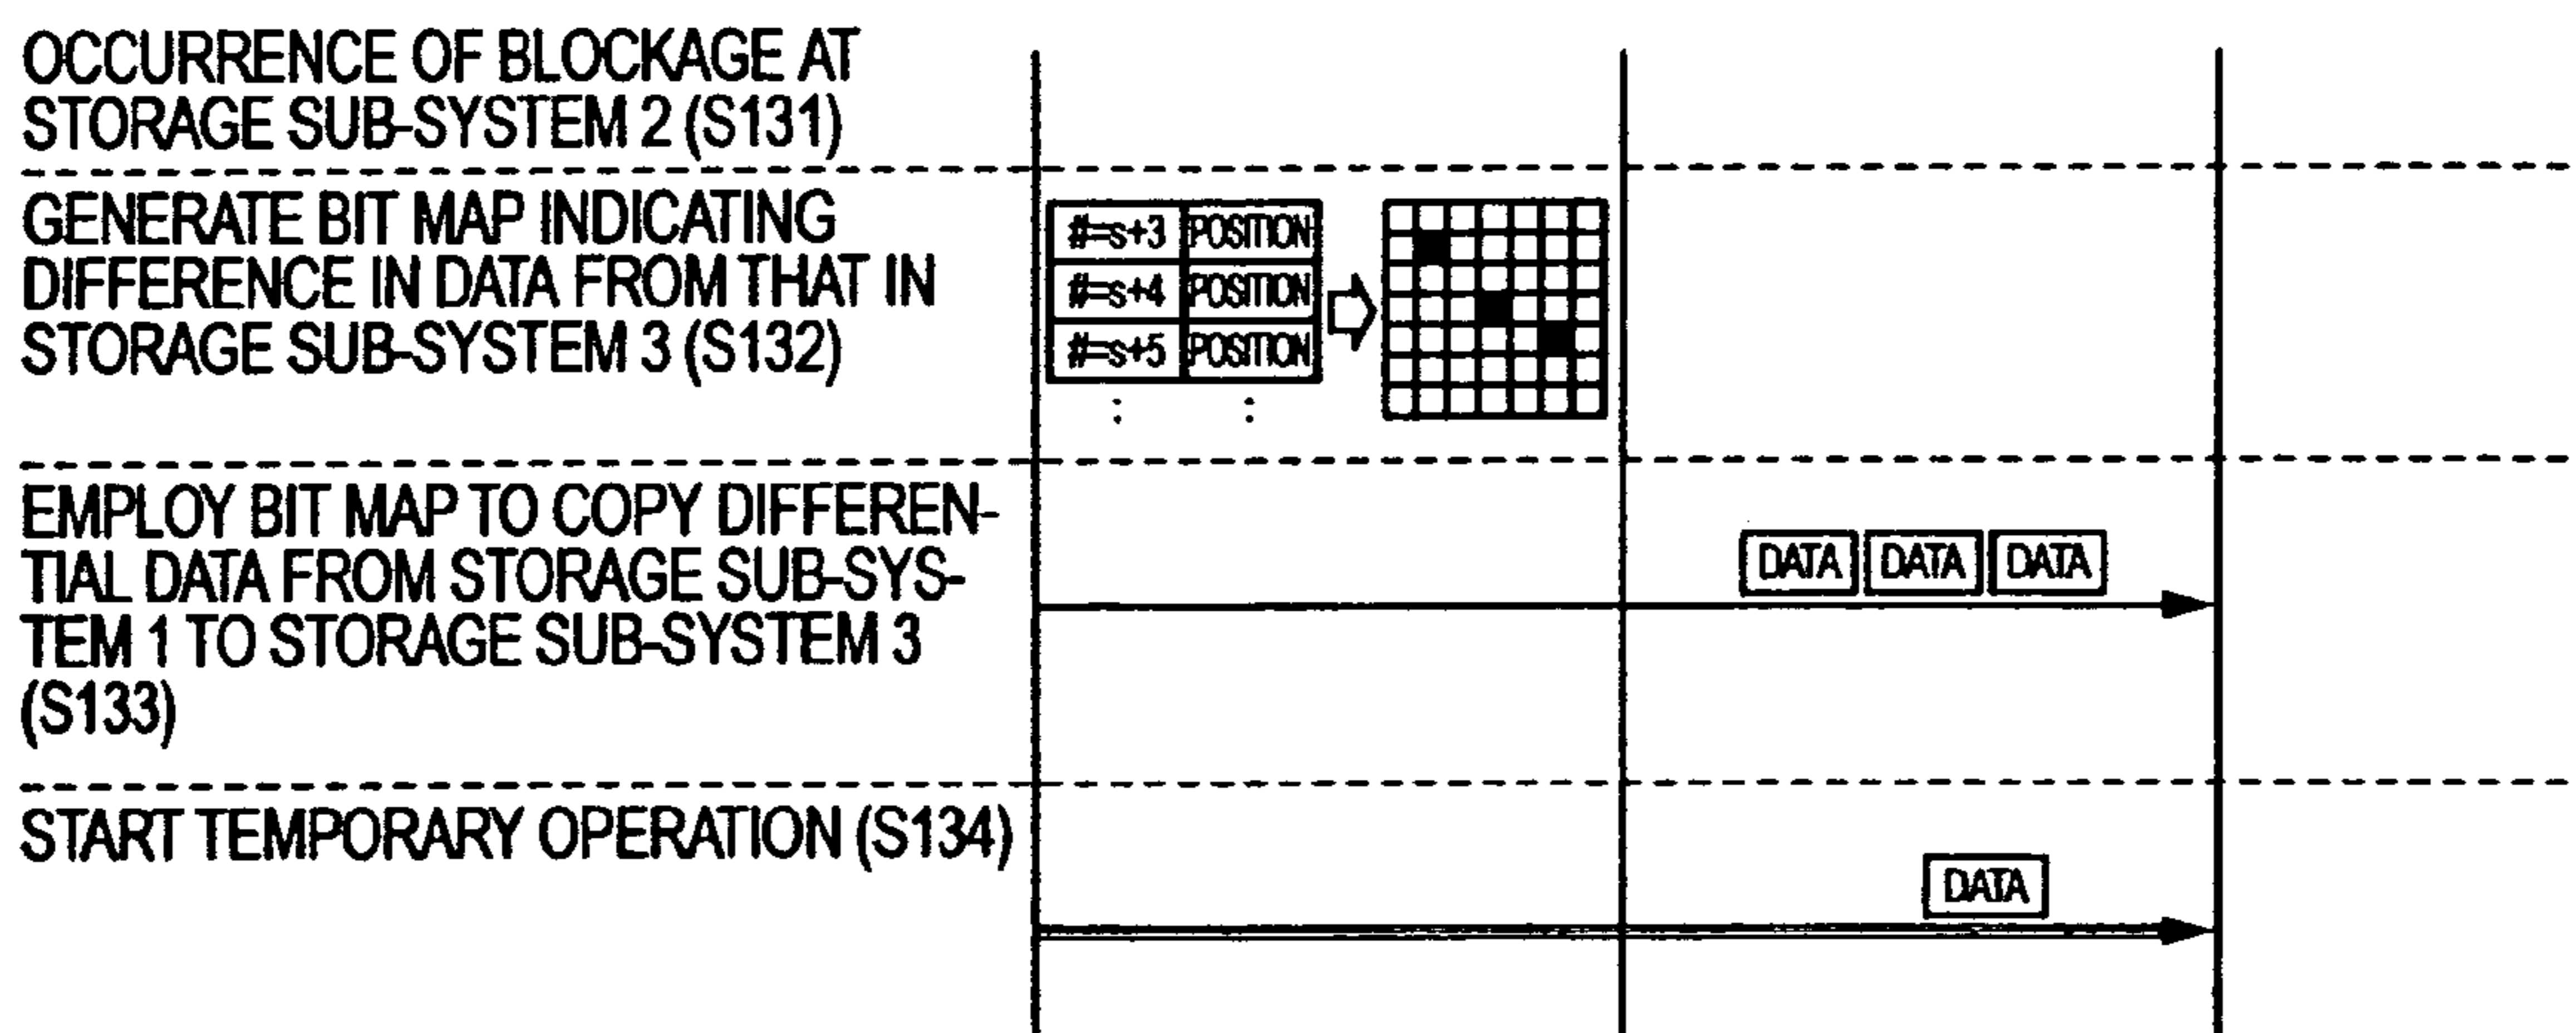 OCCURRENCE OF BLOCKAGE AT
STORAGE SUB-SYSTEM 2 (S131)
GENERATE BIT MAP INDICATING
DIFFERENCE IN DATA FROM THAT IN
STORAGE SUB-SYSTEM 3 (S132)
#=s+3 POSITION
#=s+4 POSITION
#=s+5 POSITION
: :
EMPLOY BIT MAP TO COPY DIFFEREN-
TIAL DATA FROM STORAGE SUB-SYS-
TEM 1 TO STORAGE SUB-SYSTEM 3
(S133)
DATA DATA DATA
START TEMPORARY OPERATION (S134)
DATA